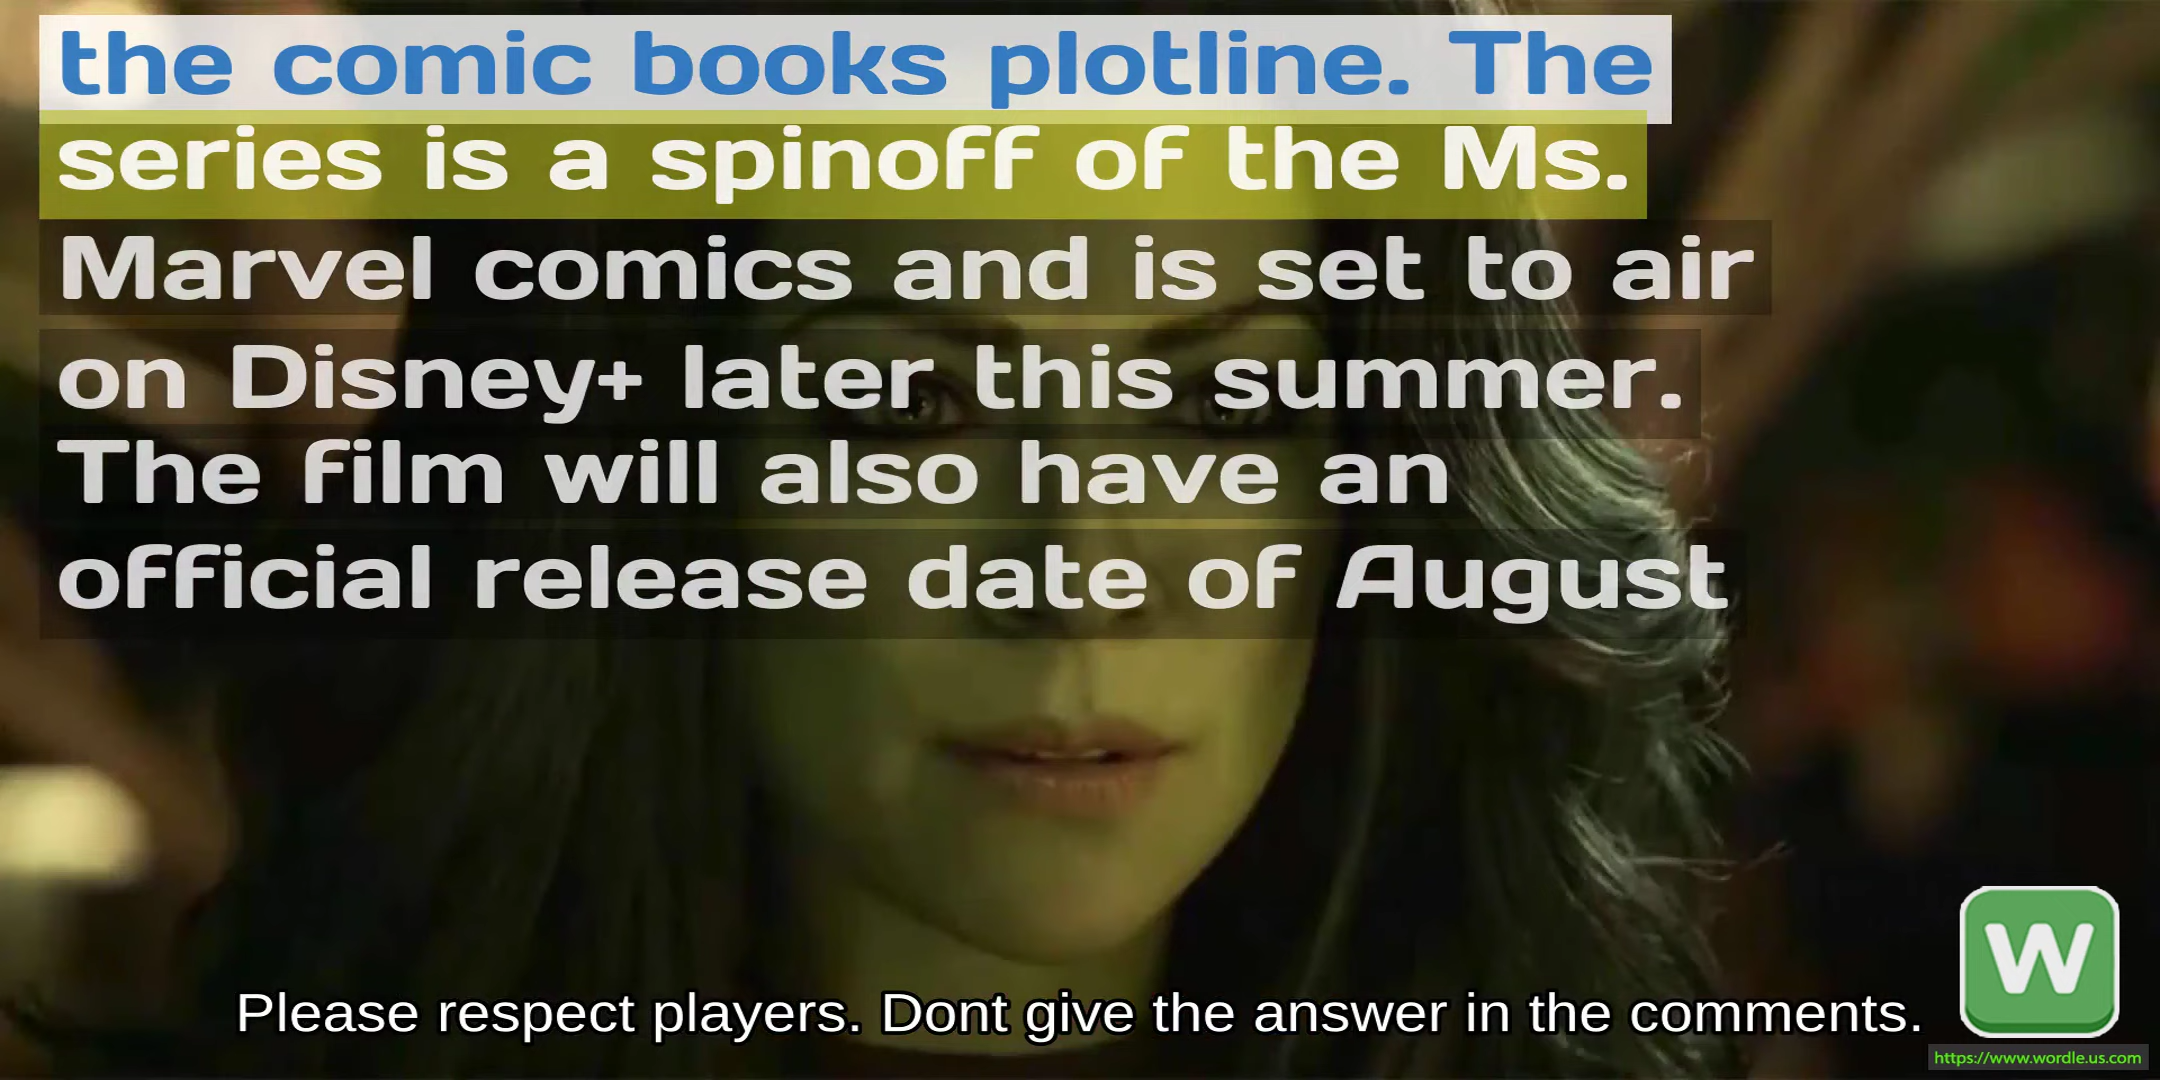 the comic books plotline. The
series is a spinoff of the Ms.
Marvel comics and is set to air
on Disney+ later this summer.
The film will also have an
official release date of August
W
Please respect players. Dont give the answer in the comments.
https://www.wordle.us.com